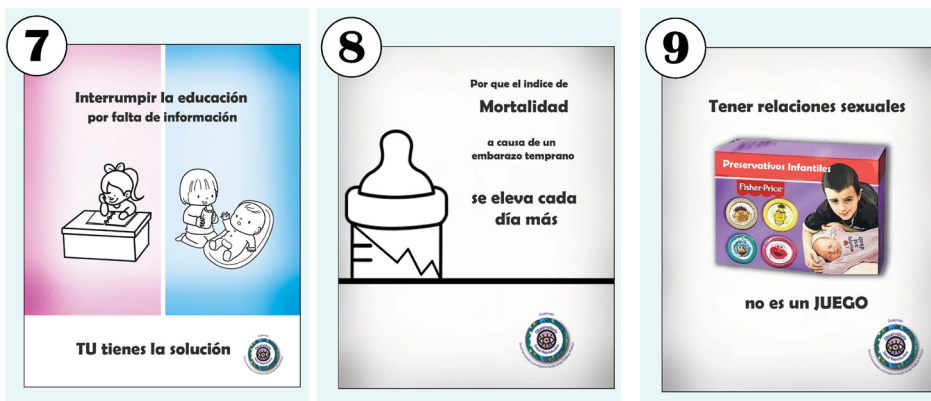 7
Interrumpir la educación
por falta de información
TU tienes la solución
8
Por que el indice de
Mortalidad
a causa de un
embarazo temprano
se eleva cada
día más
9
Tener relaciones sexuales
Preservativos Infantiles
Fisher-Price
no es un JUEGO